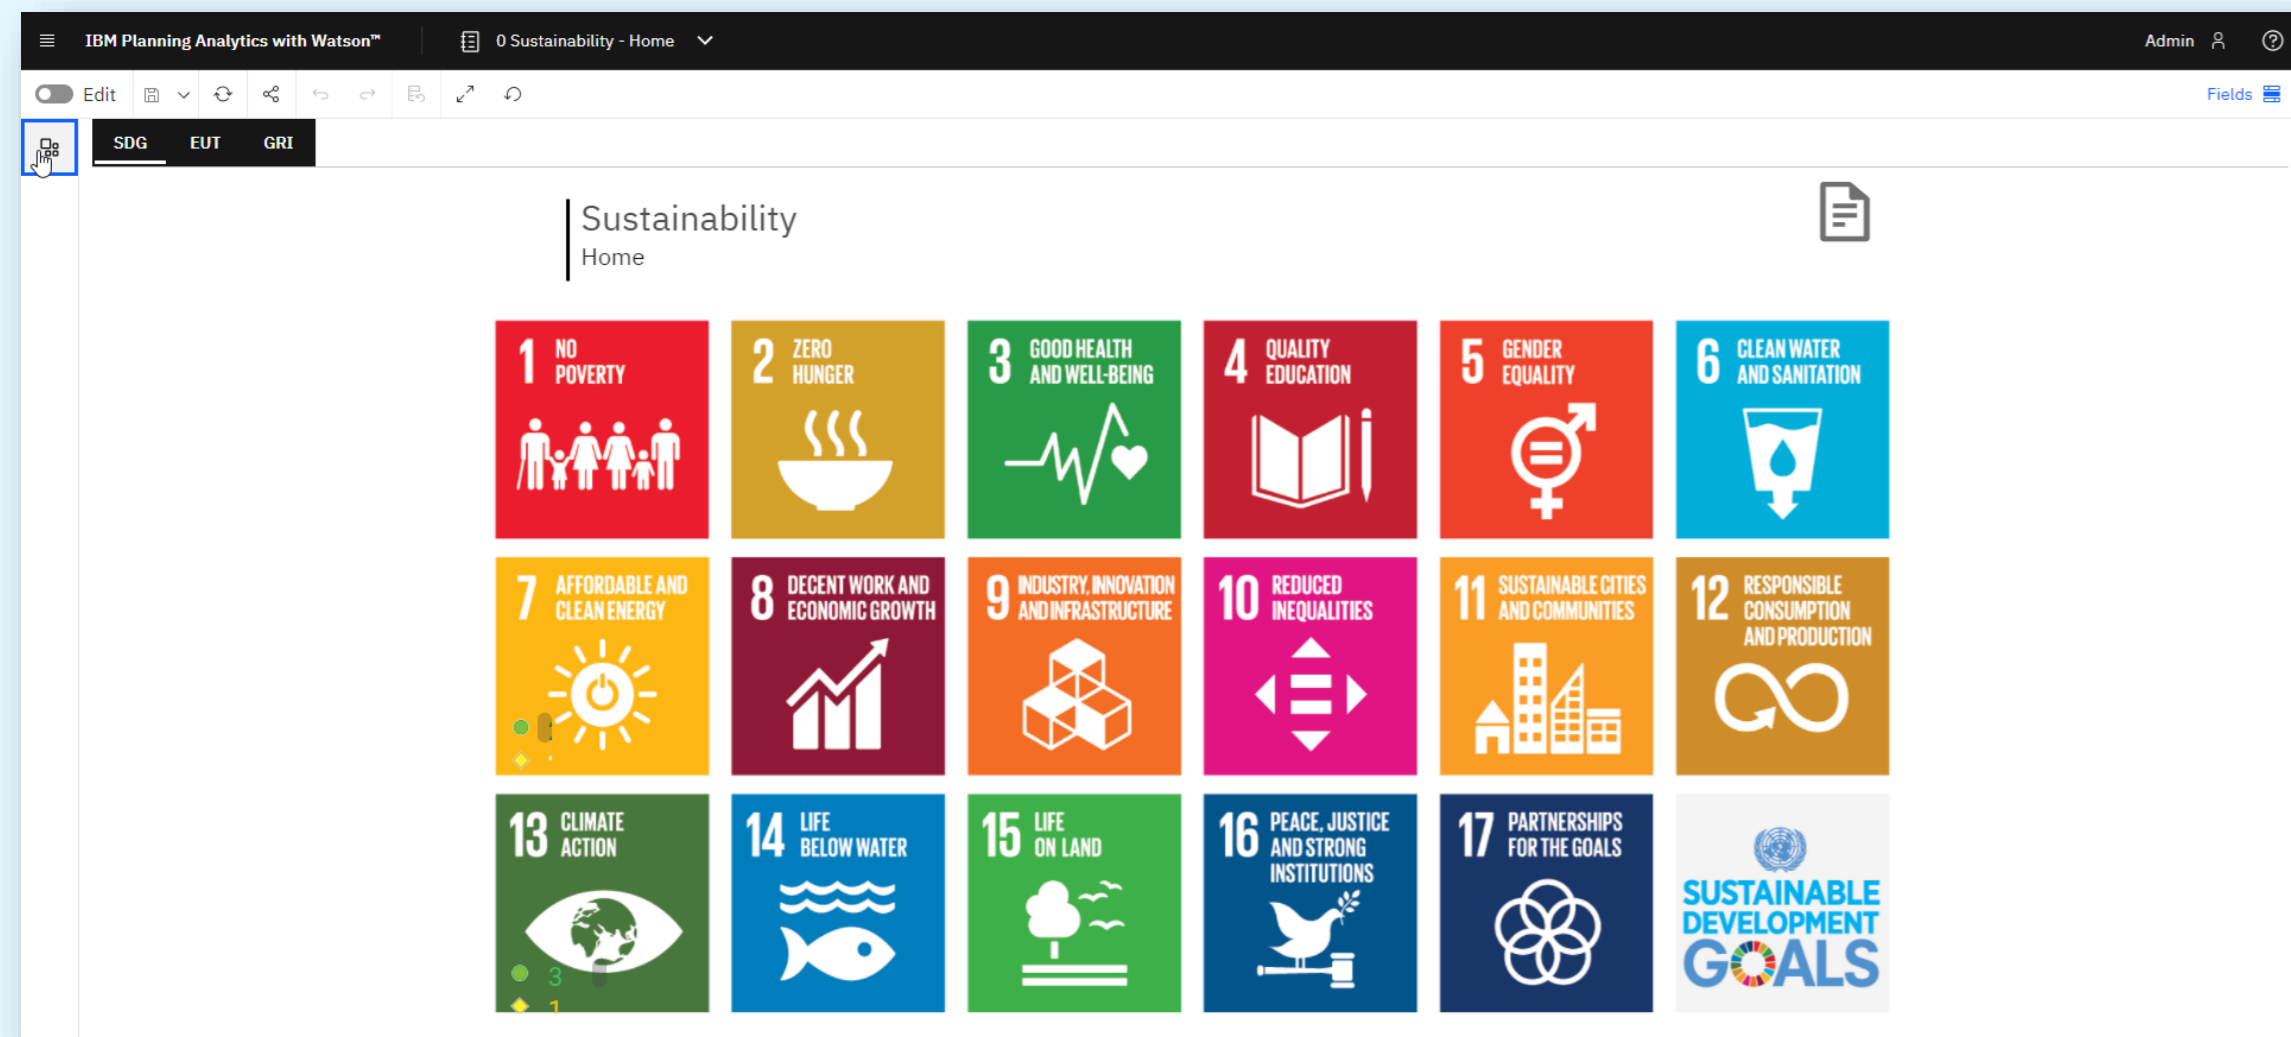 IBM Planning Analytics with Watson™
0 Sustainability - Home
Admin
Edit
Fields
SDG EUT GRI
Sustainability
Home
1 NO
POVERTY
2 ZERO
HUNGER
3 GOOD HEALTH
AND WELL-BEING
4 QUALITY
EDUCATION
5 GENDER
EQUALITY
6 CLEAN WATER
AND SANITATION
7 AFFORDABLE AND
CLEAN ENERGY
8 DECENT WORK AND
ECONOMIC GROWTH
9 INDUSTRY, INNOVATION
AND INFRASTRUCTURE
10 REDUCED
INEQUALITIES
11 SUSTAINABLE CITIES
AND COMMUNITIES
12 RESPONSIBLE
CONSUMPTION
AND PRODUCTION
13 CLIMATE
ACTION
3
1
14 LIFE
BELOW WATER
15 LIFE
ON LAND
16 PEACE, JUSTICE
AND STRONG
INSTITUTIONS
17 PARTNERSHIPS
FOR THE GOALS
SUSTAINABLE
DEVELOPMENT
GOALS